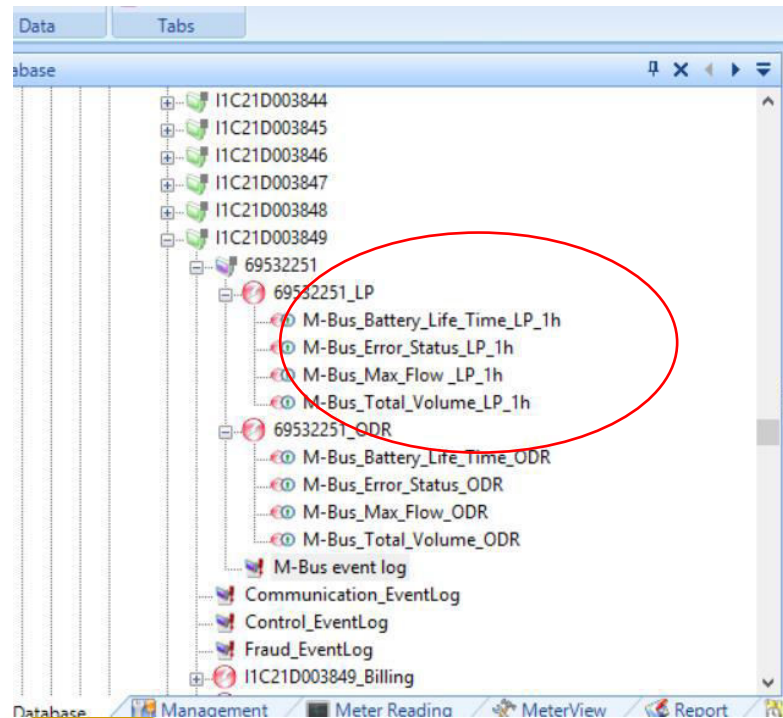 Data Tabs
abase
I1C21D003844
I1C21D003845
I1C21D003846
I1C21D003847
I1C21D003848
I1C21D003849
69532251
69532251_LP
M-Bus_Battery_Life_Time_LP_1h
M-Bus_Error_Status_LP_1h
M-Bus_Max_Flow _LP_1h
M-Bus_Total_Volume_LP_1h
69532251_ODR
M-Bus_Battery_Life_Time_ODR
M-Bus_Error_Status_ODR
M-Bus_Max_Flow_ODR
M-Bus_Total_Volume_ODR
M-Bus event log
Communication_EventLog
Control_EventLog
Fraud_EventLog
I1C21D003849_Billing
Database Management Meter Reading MeterView Report